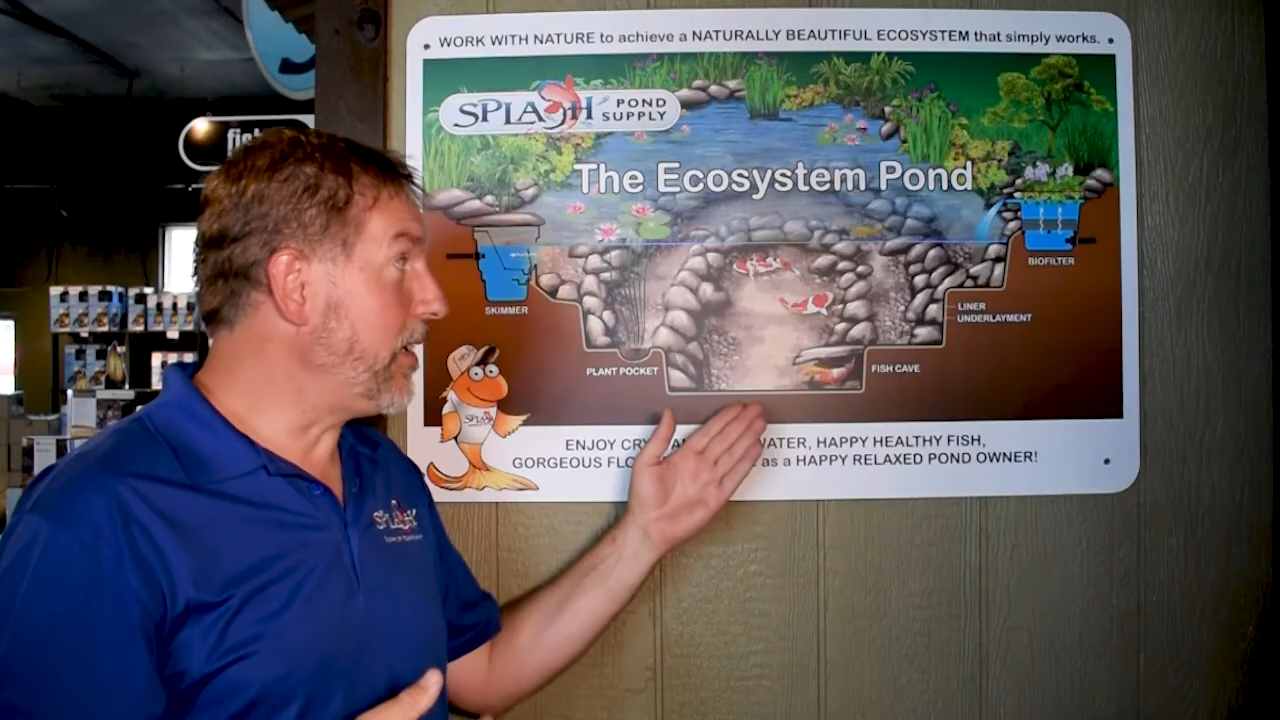 WORK WITH NATURE to achieve a NATURALLY BEAUTIFUL ECOSYSTEM that simply works.
SPLASH POND SUPPLY
The Ecosystem Pond
BIOFILTER
SKIMMER
LINER
UNDERLAYMENT
PLANT POCKET
FISH CAVE
SPLASH
ENJOY CRY WATER, HAPPY HEALTHY FISH,
GORGEOUS FLO as a HAPPY RELAXED POND OWNER!
SPLASH